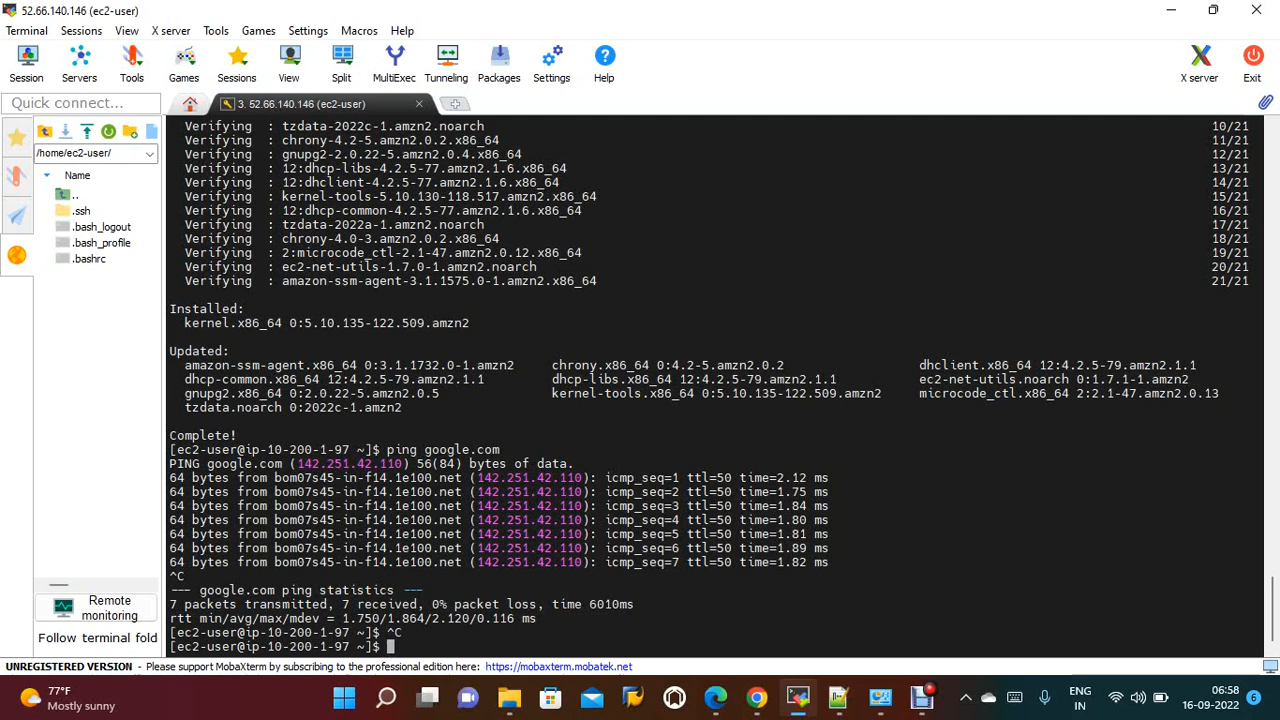 52.66.140.146 (ec2-user)
Terminal Sessions View X server Tools Games Settings Macros Help
Session Servers Tools Games Sessions View Split MultiExec Tunneling Packages Settings Help X server Exit
Quick connect...
3. 52.66.140.146 (ec2-user)
/home/ec2-user/
Name
..
.ssh
.bash_logout
.bash_profile
.bashrc
Remote
monitoring
Follow terminal fold
Verifying : tzdata-2022c-1.amzn2.noarch 10/21
Verifying : chrony-4.2-5.amzn2.0.2.x86_64 11/21
Verifying : gnupg2-2.0.22-5.amzn2.0.4.x86_64 12/21
Verifying : 12:dhcp-libs-4.2.5-77.amzn2.1.6.x86_64 13/21
Verifying : 12:dhclient-4.2.5-77.amzn2.1.6.x86_64 14/21
Verifying : kernel-tools-5.10.130-118.517.amzn2.x86_64 15/21
Verifying : 12:dhcp-common-4.2.5-77.amzn2.1.6.x86_64 16/21
Verifying : tzdata-2022a-1.amzn2.noarch 17/21
Verifying : chrony-4.0-3.amzn2.0.2.x86_64 18/21
Verifying : 2:microcode_ctl-2.1-47.amzn2.0.12.x86_64 19/21
Verifying : ec2-net-utils-1.7.0-1.amzn2.noarch 20/21
Verifying : amazon-ssm-agent-3.1.1575.0-1.amzn2.x86_64 21/21
Installed:
kernel.x86_64 0:5.10.135-122.509.amzn2
Updated:
amazon-ssm-agent.x86_64 0:3.1.1732.0-1.amzn2 chrony.x86_64 0:4.2-5.amzn2.0.2 dhclient.x86_64 12:4.2.5-79.amzn2.1.1
dhcp-common.x86_64 12:4.2.5-79.amzn2.1.1 dhcp-libs.x86_64 12:4.2.5-79.amzn2.1.1 ec2-net-utils.noarch 0:1.7.1-1.amzn2
gnupg2.x86_64 0:2.0.22-5.amzn2.0.5 kernel-tools.x86_64 0:5.10.135-122.509.amzn2 microcode_ctl.x86_64 2:2.1-47.amzn2.0.13
tzdata.noarch 0:2022c-1.amzn2
Complete!
[ec2-user@ip-10-200-1-97 ~]$ ping google.com
PING google.com (142.251.42.110) 56(84) bytes of data.
64 bytes from bom07s45-in-f14.1e100.net (142.251.42.110): icmp_seq=1 ttl=50 time=2.12 ms
64 bytes from bom07s45-in-f14.1e100.net (142.251.42.110): icmp_seq=2 ttl=50 time=1.75 ms
64 bytes from bom07s45-in-f14.1e100.net (142.251.42.110): icmp_seq=3 ttl=50 time=1.84 ms
64 bytes from bom07s45-in-f14.1e100.net (142.251.42.110): icmp_seq=4 ttl=50 time=1.80 ms
64 bytes from bom07s45-in-f14.1e100.net (142.251.42.110): icmp_seq=5 ttl=50 time=1.81 ms
64 bytes from bom07s45-in-f14.1e100.net (142.251.42.110): icmp_seq=6 ttl=50 time=1.89 ms
64 bytes from bom07s45-in-f14.1e100.net (142.251.42.110): icmp_seq=7 ttl=50 time=1.82 ms
^C
--- google.com ping statistics ---
7 packets transmitted, 7 received, 0% packet loss, time 6010ms
rtt min/avg/max/mdev = 1.750/1.864/2.120/0.116 ms
[ec2-user@ip-10-200-1-97 ~]$ ^C
[ec2-user@ip-10-200-1-97 ~]$
UNREGISTERED VERSION - Please support MobaXterm by subscribing to the professional edition here: https://mobaxterm.mobatek.net
77°F
Mostly sunny
ENG
IN
06:58
16-09-2022
6